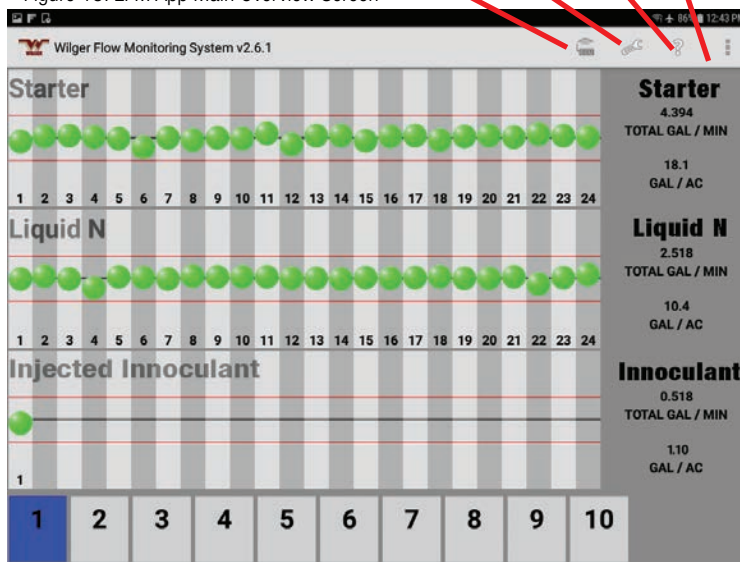 86% 12:43 PM
Wilger Flow Monitoring System v2.6.1
Starter
1 2 3 4 5 6 7 8 9 10 11 12 13 14 15 16 17 18 19 20 21 22 23 24
Starter
4.394
TOTAL GAL / MIN
18.1
GAL / AC
Liquid N
1 2 3 4 5 6 7 8 9 10 11 12 13 14 15 16 17 18 19 20 21 22 23 24
Liquid N
2.518
TOTAL GAL / MIN
10.4
GAL / AC
Injected Innoculant
1
Innoculant
0.518
TOTAL GAL / MIN
1.10
GAL / AC
1 2 3 4 5 6 7 8 9 10